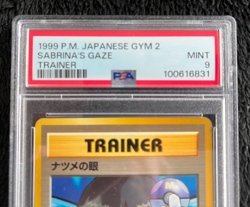 1999 P.M. JAPANESE GYM 2
SABRINA'S GAZE MINT
TRAINER 9
PSA 100616831
TRAINER
ナツメの眼